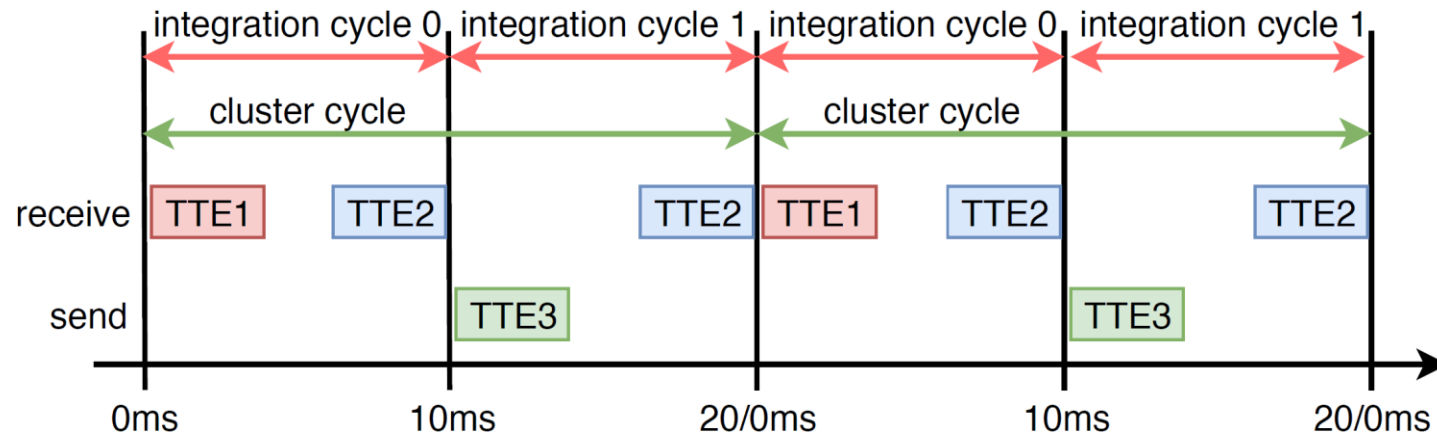 integration cycle 0 integration cycle 1 integration cycle 0 integration cycle 1
cluster cycle cluster cycle
receive TTE1 TTE2 TTE2 TTE1 TTE2 TTE2
send TTE3 TTE3
0ms 10ms 20/0ms 10ms 20/0ms